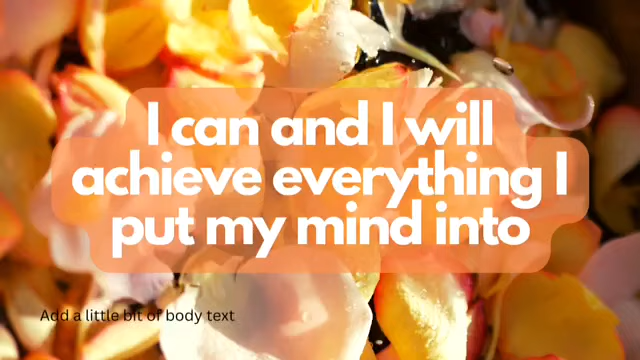 I can and I will
achieve everything I
put my mind into
Add a little bit of body text